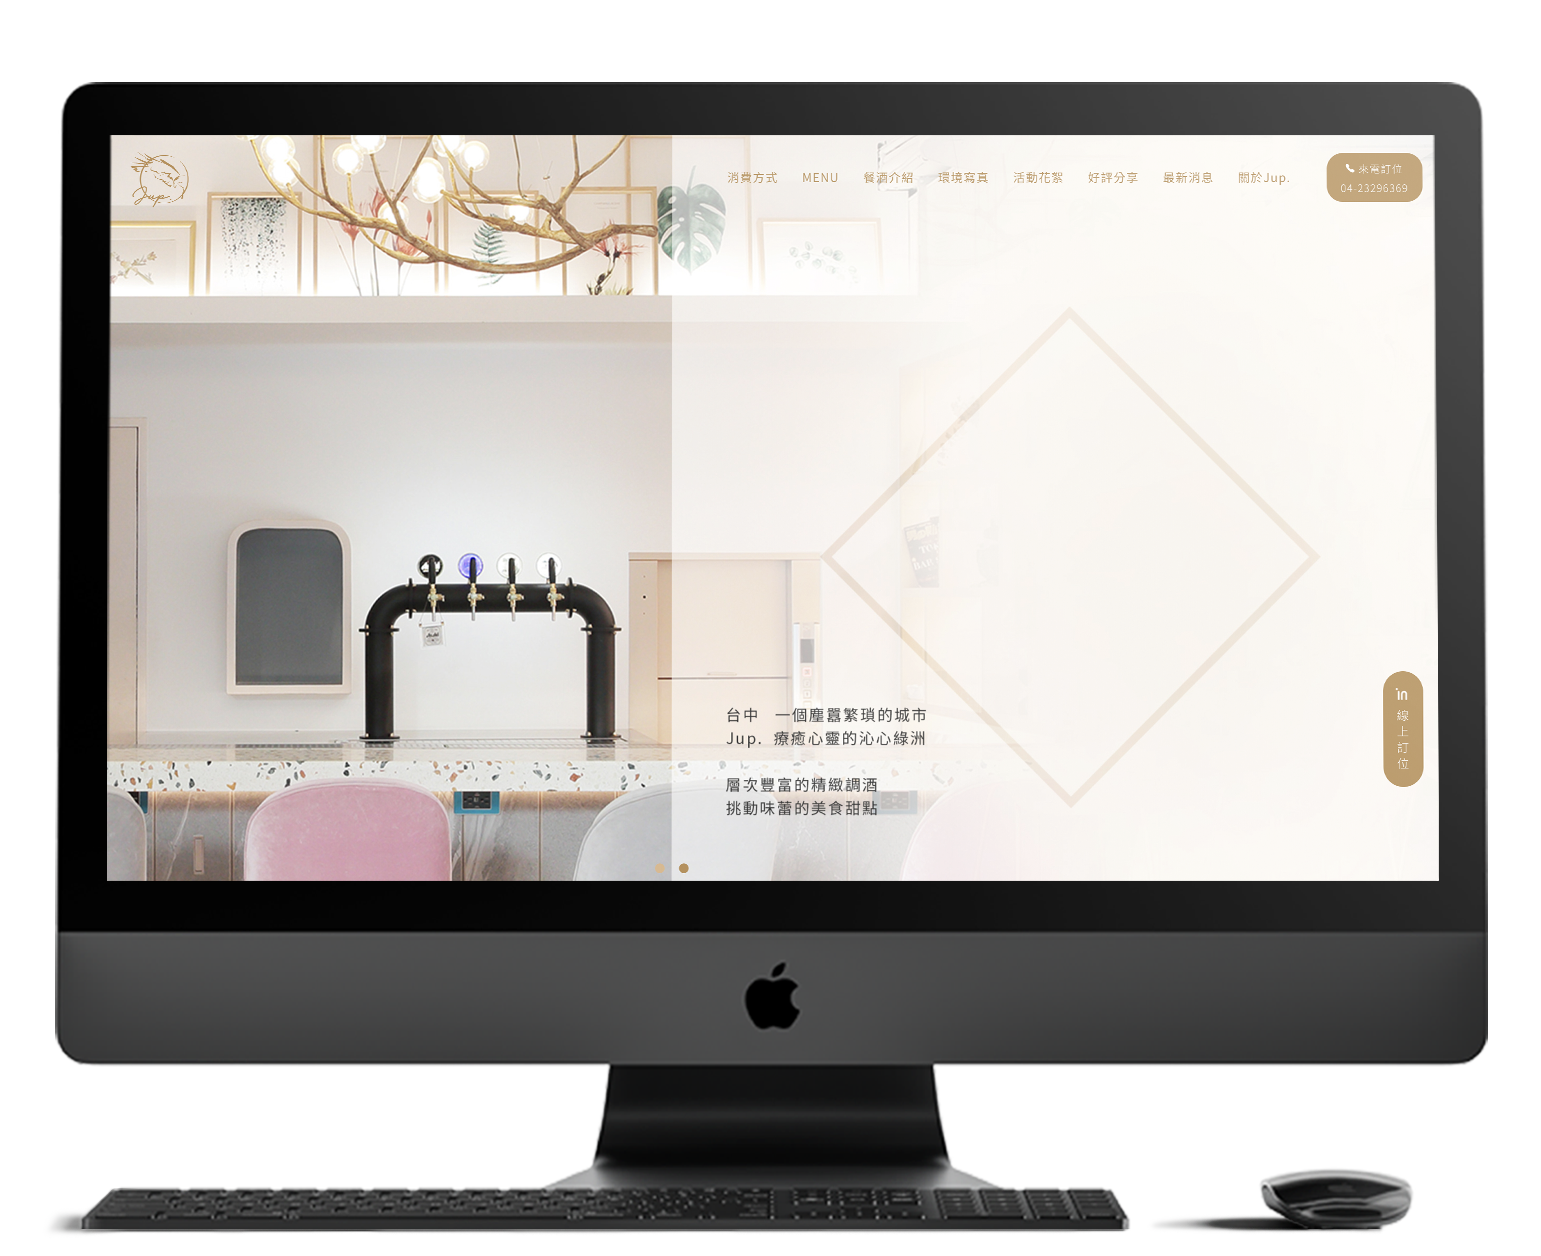 Jup.
消費方式
MENU
餐酒介紹
環境寫真
活動花絮
好評分享
最新消息
關於Jup.
來電訂位
04-23296369
台中 一個塵囂繁瑣的城市
Jup. 療癒心靈的沁心綠洲
層次豐富的精緻調酒
挑動味蕾的美食甜點
in
線上訂位